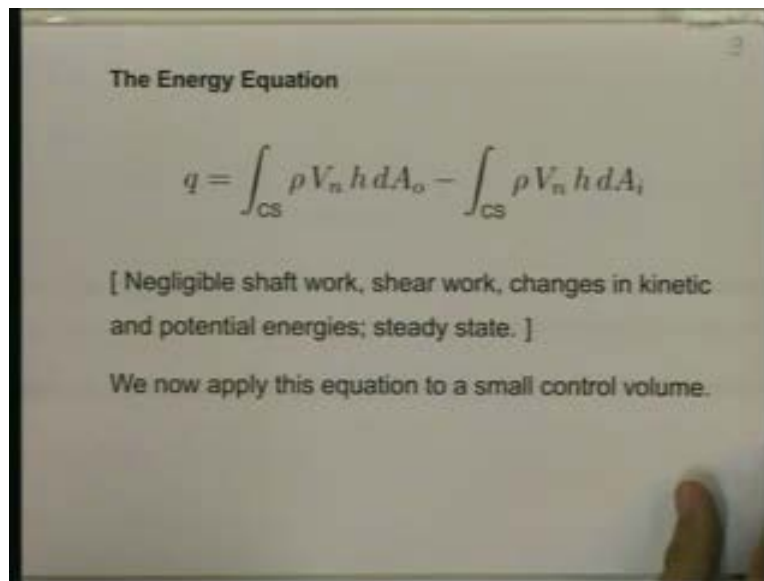 The Energy Equation
q = ∫_CS ρ V_n h dA_o − ∫_CS ρ V_n h dA_i
[ Negligible shaft work, shear work, changes in kinetic
and potential energies; steady state. ]
We now apply this equation to a small control volume.